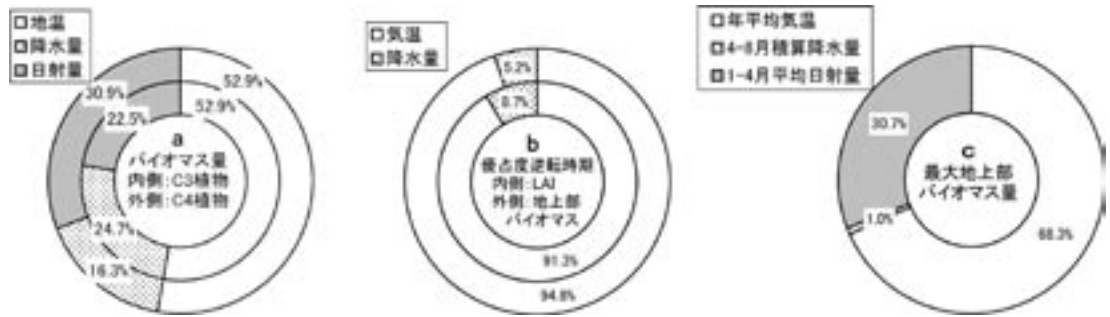 □地温
降水量
日射量
52.9%
52.9%
30.9%
22.5%
24.7%
16.3%
a
バイオマス量
内側:C3植物
外側:C4植物
□気温
降水量
5.2%
8.7%
b
優占度逆転時期
内側:LAI
外側:地上部
バイオマス
91.3%
94.8%
□年平均気温
4-8月積算降水量
1-4月平均日射量
30.7%
1.0%
68.3%
c
最大地上部
バイオマス量